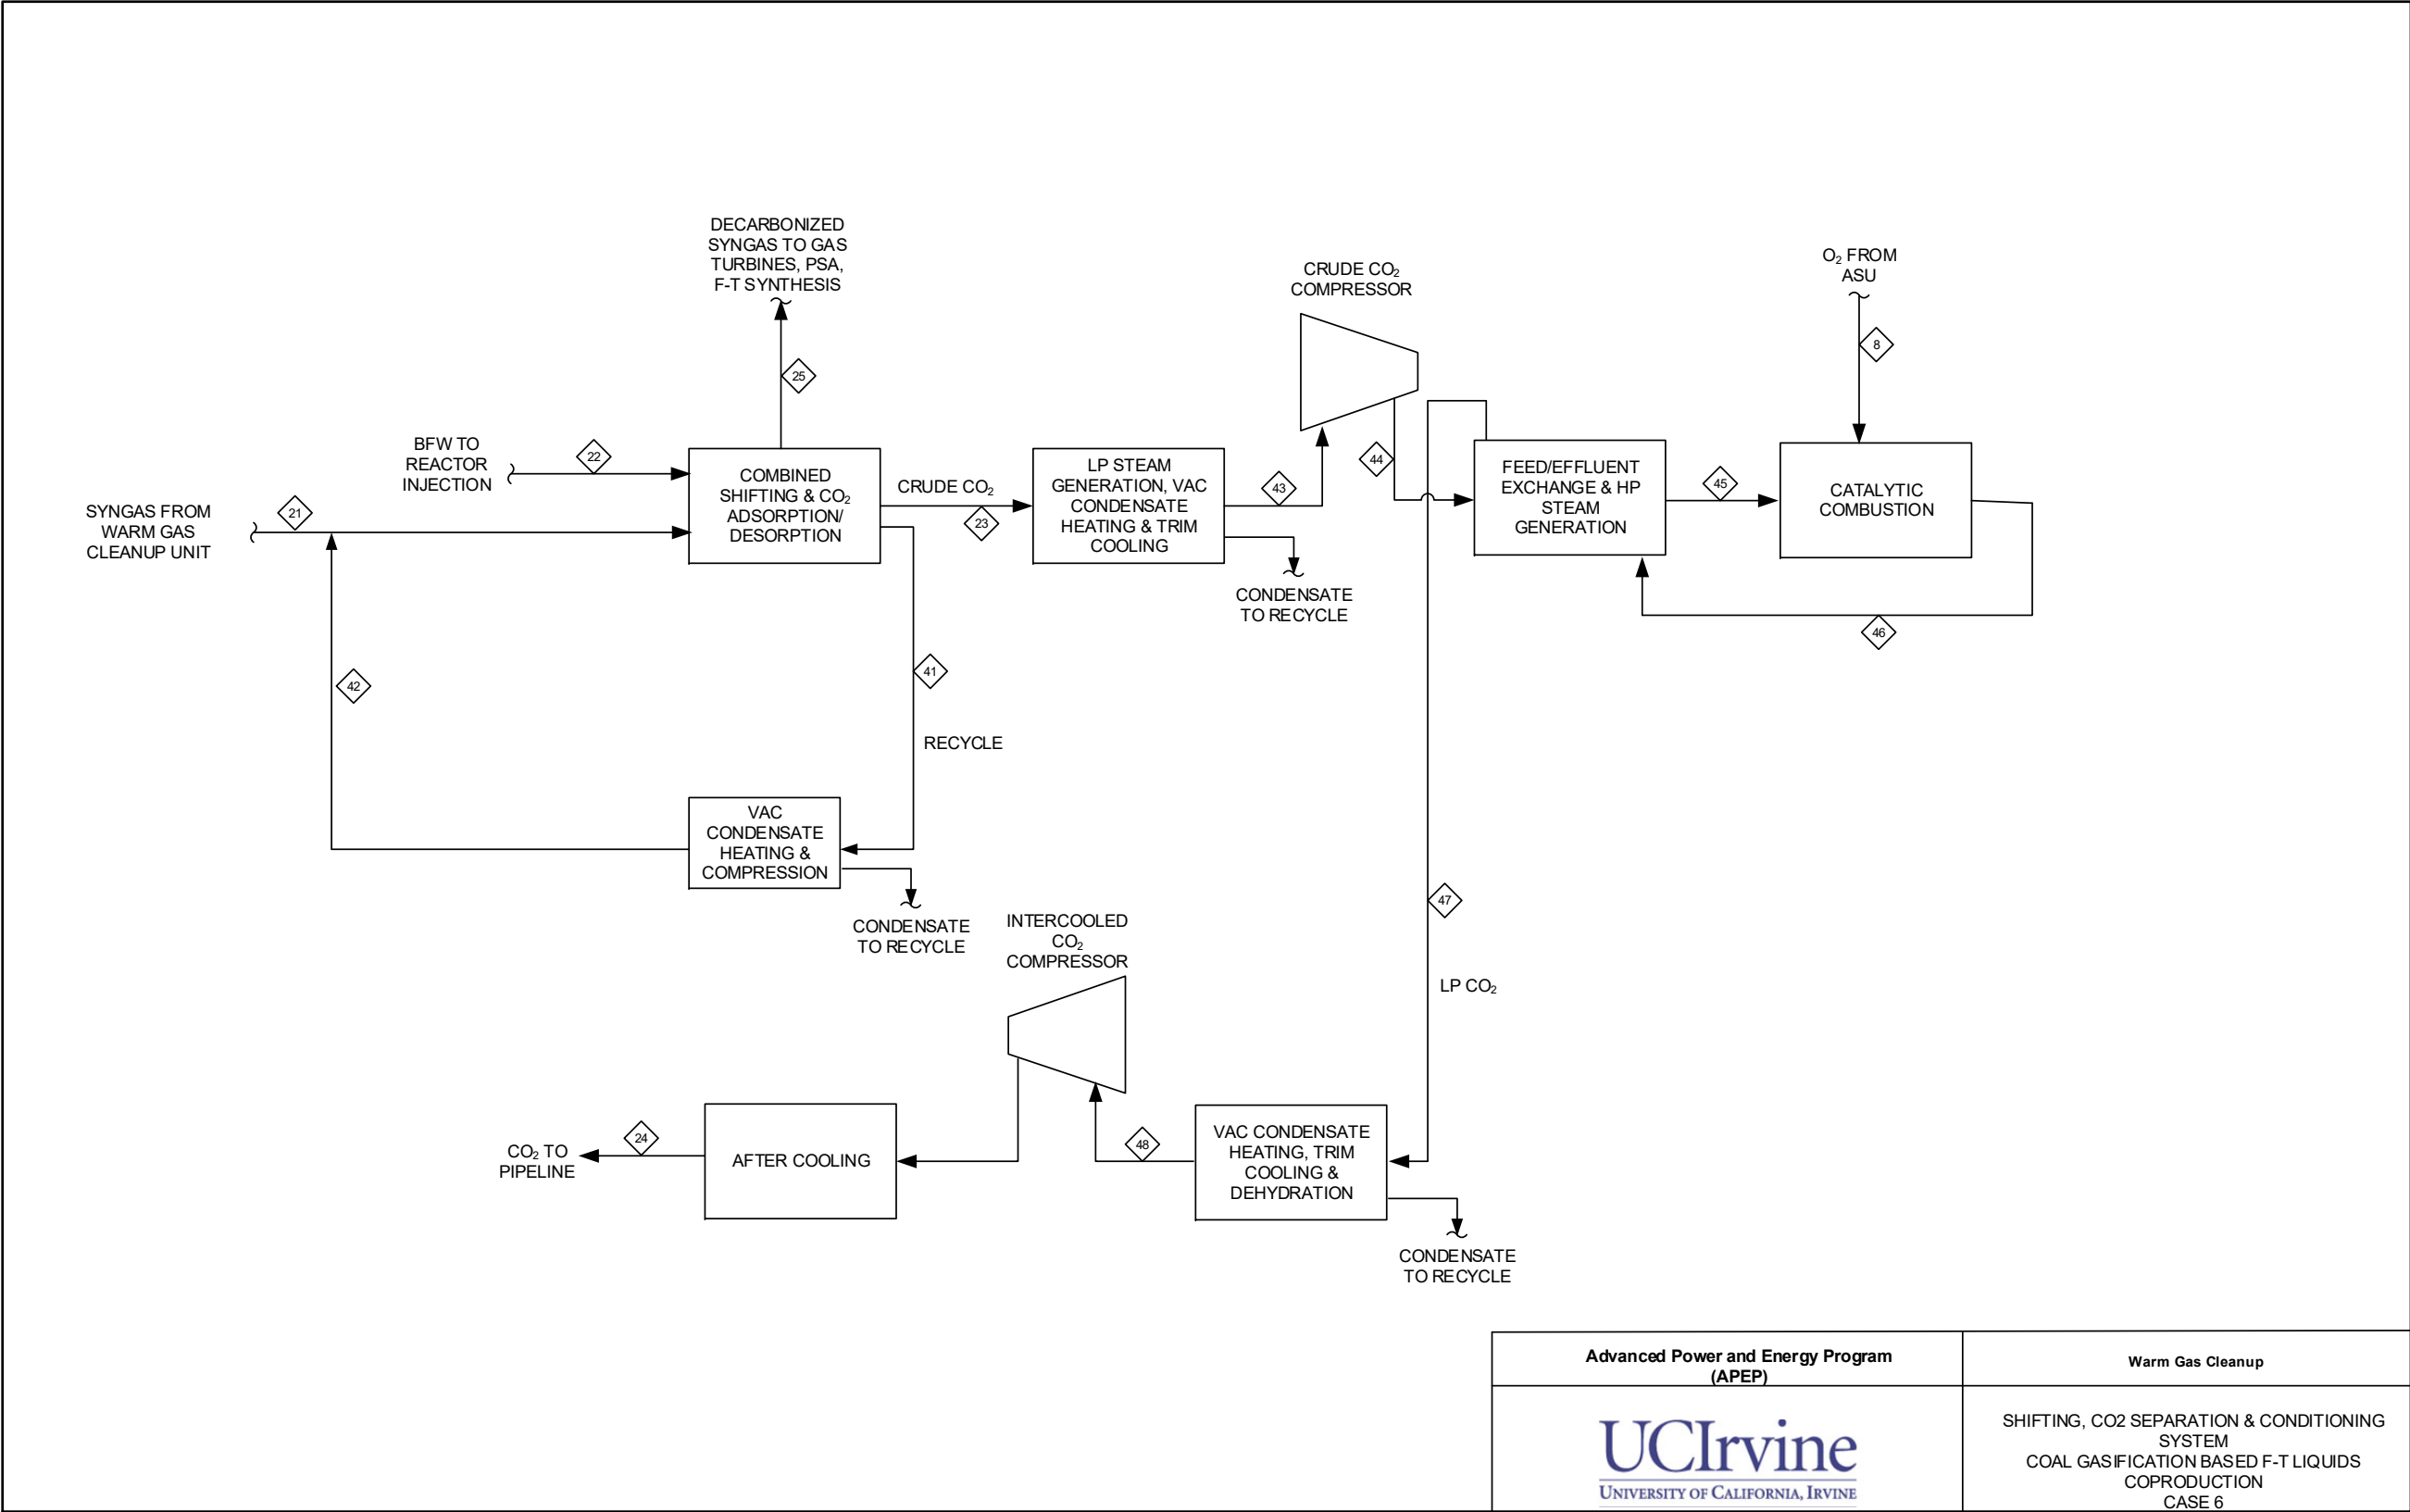 DECARBONIZED
SYNGAS TO GAS
TURBINES, PSA,
F-T SYNTHESIS
25
BFW TO
REACTOR
INJECTION
22
SYNGAS FROM
WARM GAS
CLEANUP UNIT
21
COMBINED
SHIFTING & CO₂
ADSORPTION/
DESORPTION
CRUDE CO₂
23
LP STEAM
GENERATION, VAC
CONDENSATE
HEATING & TRIM
COOLING
43
CONDENSATE
TO RECYCLE
CRUDE CO₂
COMPRESSOR
44
FEED/EFFLUENT
EXCHANGE & HP
STEAM
GENERATION
45
O₂ FROM
ASU
8
CATALYTIC
COMBUSTION
46
42
41
RECYCLE
VAC
CONDENSATE
HEATING &
COMPRESSION
CONDENSATE
TO RECYCLE
INTERCOOLED
CO₂
COMPRESSOR
47
LP CO₂
CO₂ TO
PIPELINE
24
AFTER COOLING
48
VAC CONDENSATE
HEATING, TRIM
COOLING &
DEHYDRATION
CONDENSATE
TO RECYCLE
Advanced Power and Energy Program
(APEP)
Warm Gas Cleanup
UCIrvine
UNIVERSITY OF CALIFORNIA, IRVINE
SHIFTING, CO2 SEPARATION & CONDITIONING
SYSTEM
COAL GASIFICATION BASED F-T LIQUIDS
COPRODUCTION
CASE 6